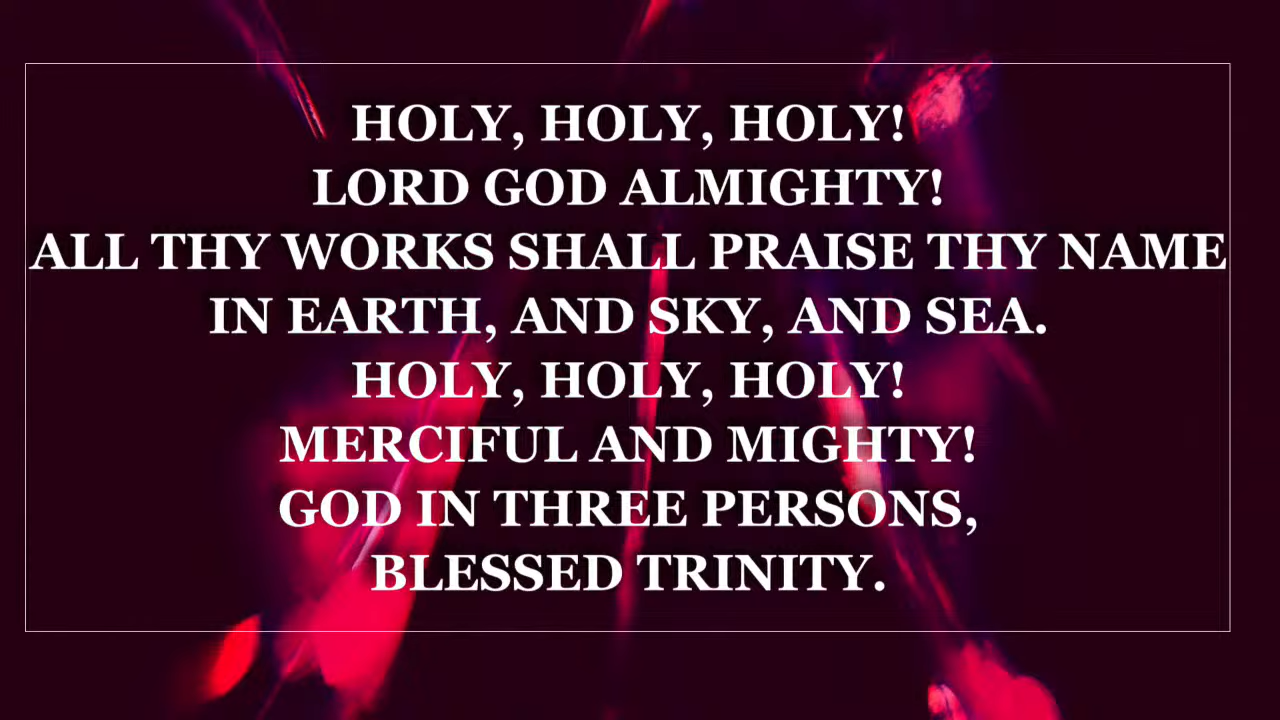 HOLY, HOLY, HOLY!
LORD GOD ALMIGHTY!
ALL THY WORKS SHALL PRAISE THY NAME
IN EARTH, AND SKY, AND SEA.
HOLY, HOLY, HOLY!
MERCIFUL AND MIGHTY!
GOD IN THREE PERSONS,
BLESSED TRINITY.